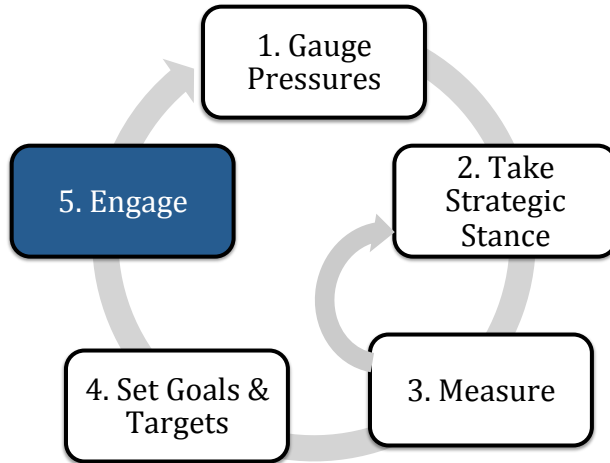 1. Gauge
Pressures
2. Take
Strategic
Stance
3. Measure
4. Set Goals &
Targets
5. Engage